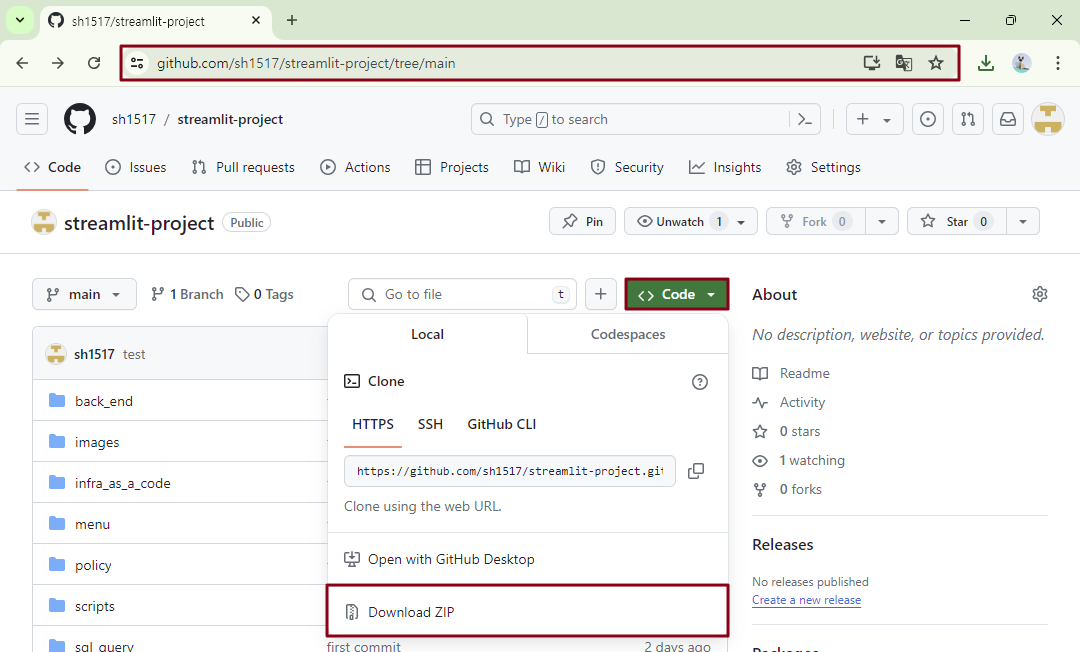 sh1517/streamlit-project
github.com/sh1517/streamlit-project/tree/main
sh1517 / streamlit-project
Type / to search
Code
Issues
Pull requests
Actions
Projects
Wiki
Security
Insights
Settings
streamlit-project Public
Pin
Unwatch 1
Fork 0
Star 0
main
1 Branch
0 Tags
Go to file t
Code
Local
Codespaces
Clone
HTTPS
SSH
GitHub CLI
https://github.com/sh1517/streamlit-project.git
Clone using the web URL.
Open with GitHub Desktop
Download ZIP
sh1517 test
back_end
images
infra_as_a_code
menu
policy
scripts
sql_query
first commit
2 days ago
About
No description, website, or topics provided.
Readme
Activity
0 stars
1 watching
0 forks
Releases
No releases published
Create a new release